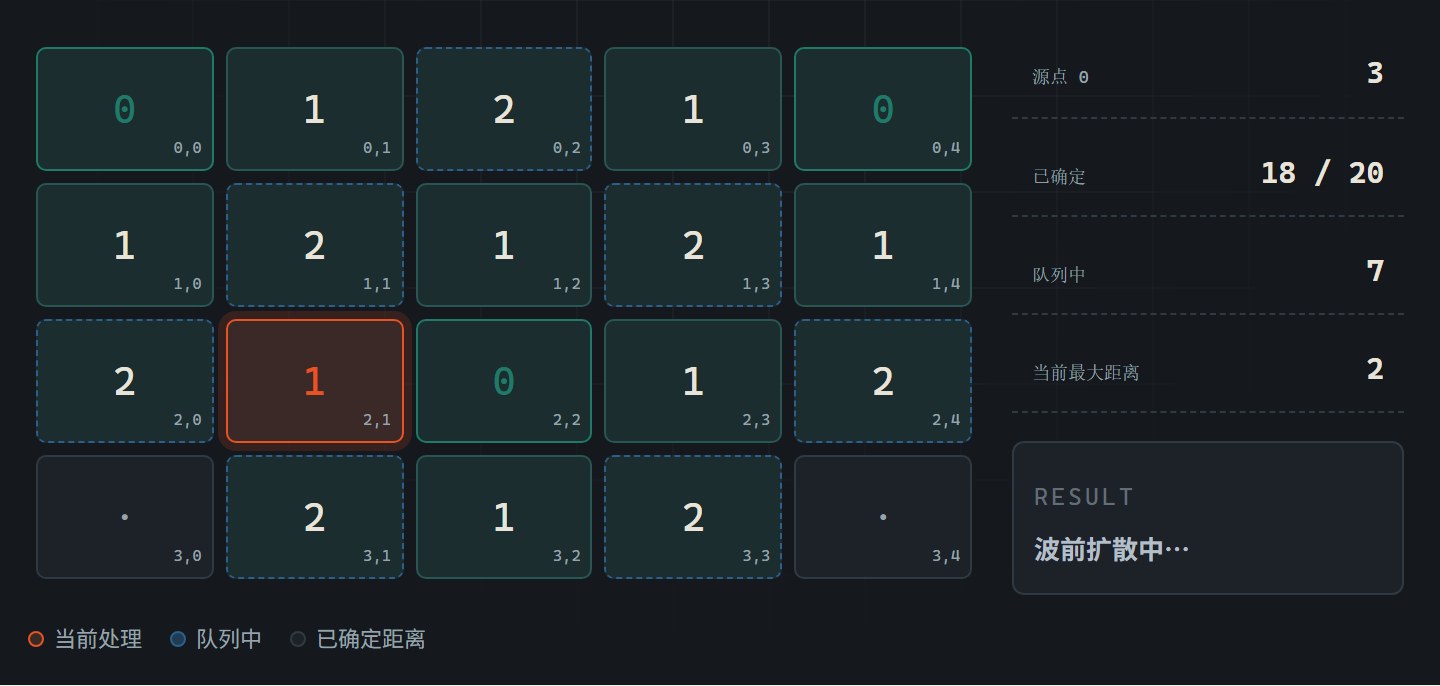 0 1 2 1 0
0,0 0,1 0,2 0,3 0,4
1 2 1 2 1
1,0 1,1 1,2 1,3 1,4
2 1 0 1 2
2,0 2,1 2,2 2,3 2,4
· 2 1 2 ·
3,0 3,1 3,2 3,3 3,4
当前处理 队列中 已确定距离
源点 0 3
已确定 18 / 20
队列中 7
当前最大距离 2
RESULT
波前扩散中…